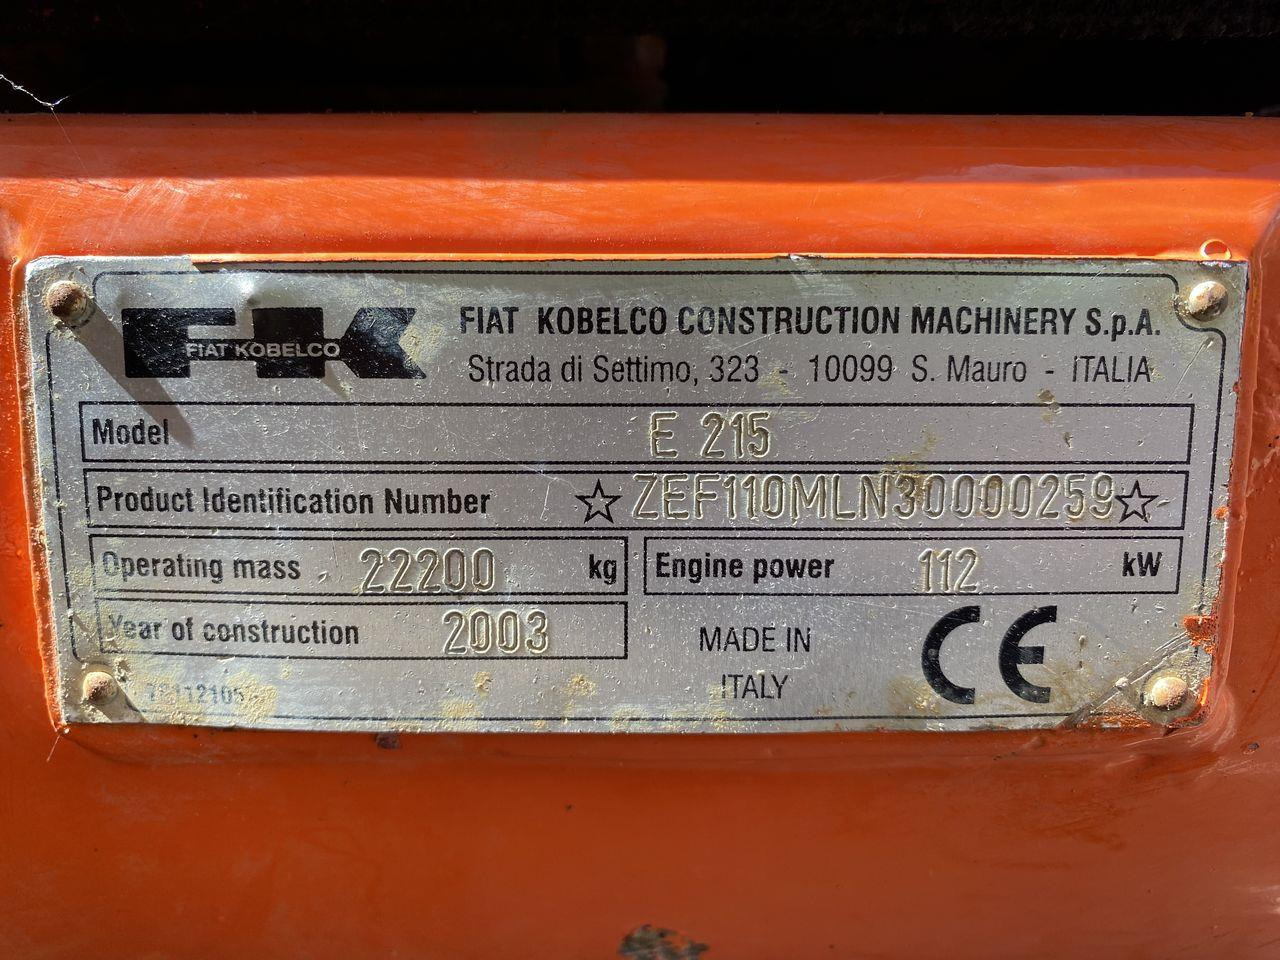 FIAT KOBELCO
FIAT KOBELCO CONSTRUCTION MACHINERY S.p.A.
Strada di Settimo, 323 - 10099 S. Mauro - ITALIA
Model E 215
Product Identification Number ☆ ZEF110MLN30000259 ☆
Operating mass 22200 kg
Engine power 112 kW
Year of construction 2003
MADE IN
ITALY
CE